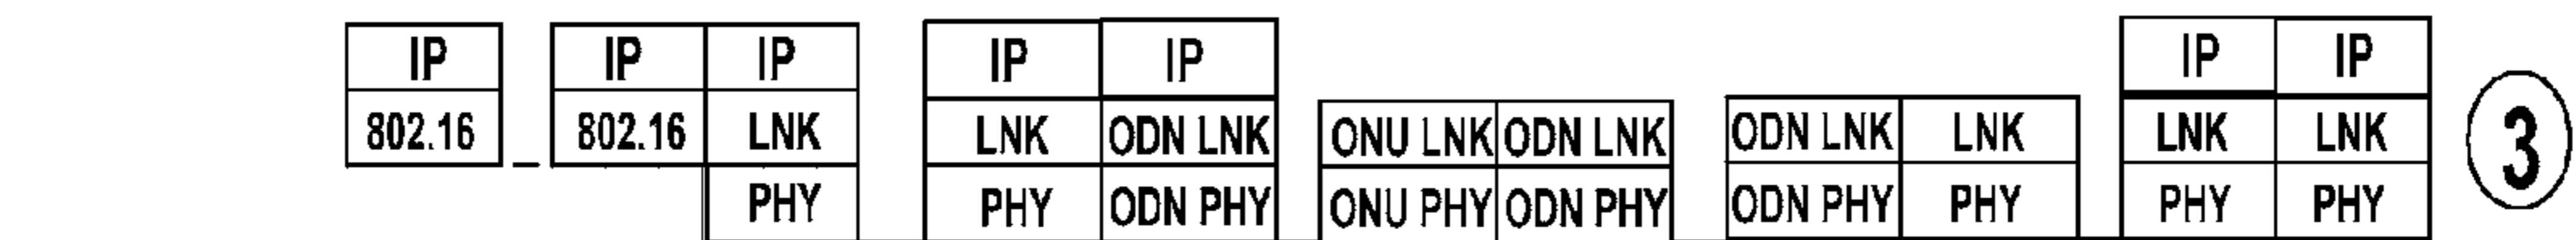 IP IP IP IP IP IP IP
802.16 802.16 LNK LNK ODN LNK ONU LNK ODN LNK ODN LNK LNK LNK LNK 3
PHY PHY ODN PHY ONU PHY ODN PHY ODN PHY PHY PHY PHY